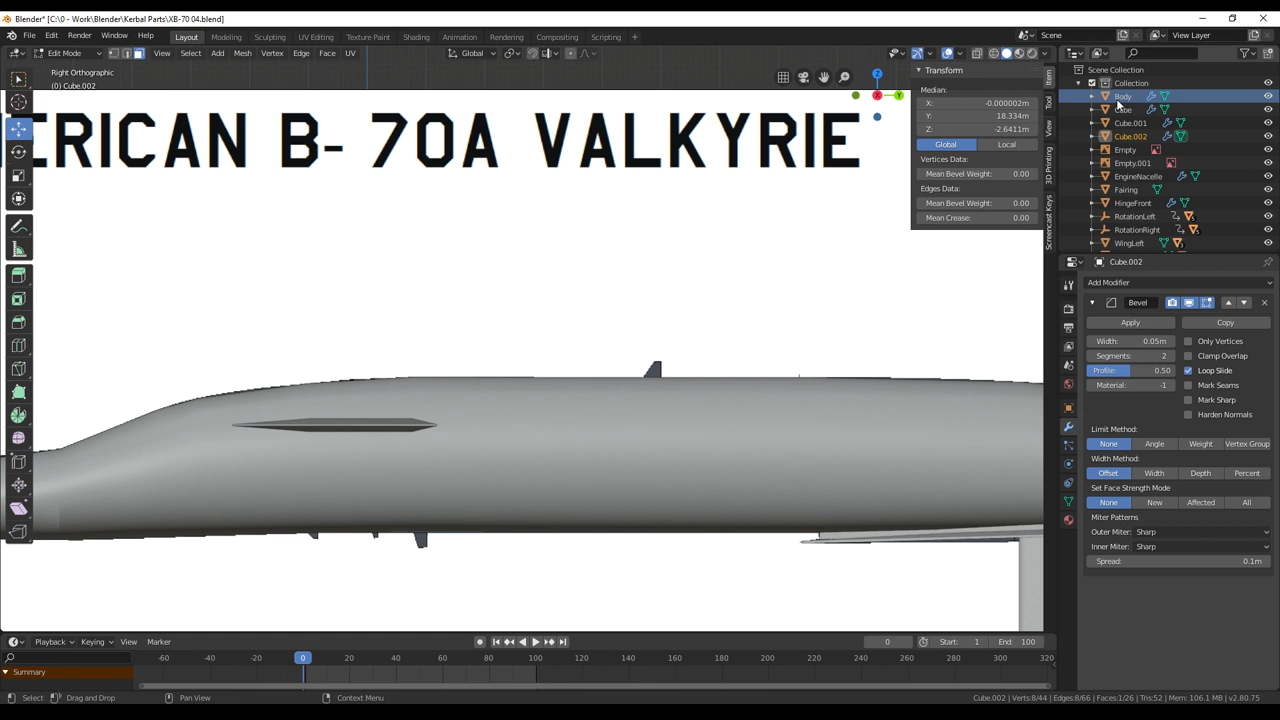 Blender* [C:\0 - Work\Blender\Kerbal Parts\XB-70 04.blend]
File Edit Render Window Help Layout Modeling Sculpting UV Editing Texture Paint Shading Animation Rendering Compositing Scripting + Scene View Layer
Edit Mode View Select Add Mesh Vertex Edge Face UV Global
Right Orthographic
(0) Cube.002
ERICAN B- 70A VALKYRIE
Transform
Median:
X: -0.000002m
Y: 18.334m
Z: -2.6411m
Global Local
Vertices Data:
Mean Bevel Weight: 0.00
Edges Data:
Mean Bevel Weight: 0.00
Mean Crease: 0.00
Item
Tool
View
3D Printing
Screencast Keys
Scene Collection
Collection
Body
Cube
Cube.001
Cube.002
Empty
Empty.001
EngineNacelle
Fairing
HingeFront
RotationLeft
RotationRight
WingLeft
Cube.002
Add Modifier
Bevel
Apply Copy
Width: 0.05m Only Vertices
Segments: 2 Clamp Overlap
Profile: 0.50 Loop Slide
Material: -1 Mark Seams
Mark Sharp
Harden Normals
Limit Method:
None Angle Weight Vertex Group
Width Method:
Offset Width Depth Percent
Set Face Strength Mode
None New Affected All
Miter Patterns
Outer Miter: Sharp
Inner Miter: Sharp
Spread: 0.1m
Playback Keying View Marker 0 Start: 1 End: 100
-60 -40 -20 0 20 40 60 80 100 120 140 160 180 200 220 240 260 280 300 320
Summary
Select Drag and Drop Pan View Context Menu Cube.002 | Verts:8/44 | Edges:8/66 | Faces:1/26 | Tris:52 | Mem: 106.1 MB | v2.80.75